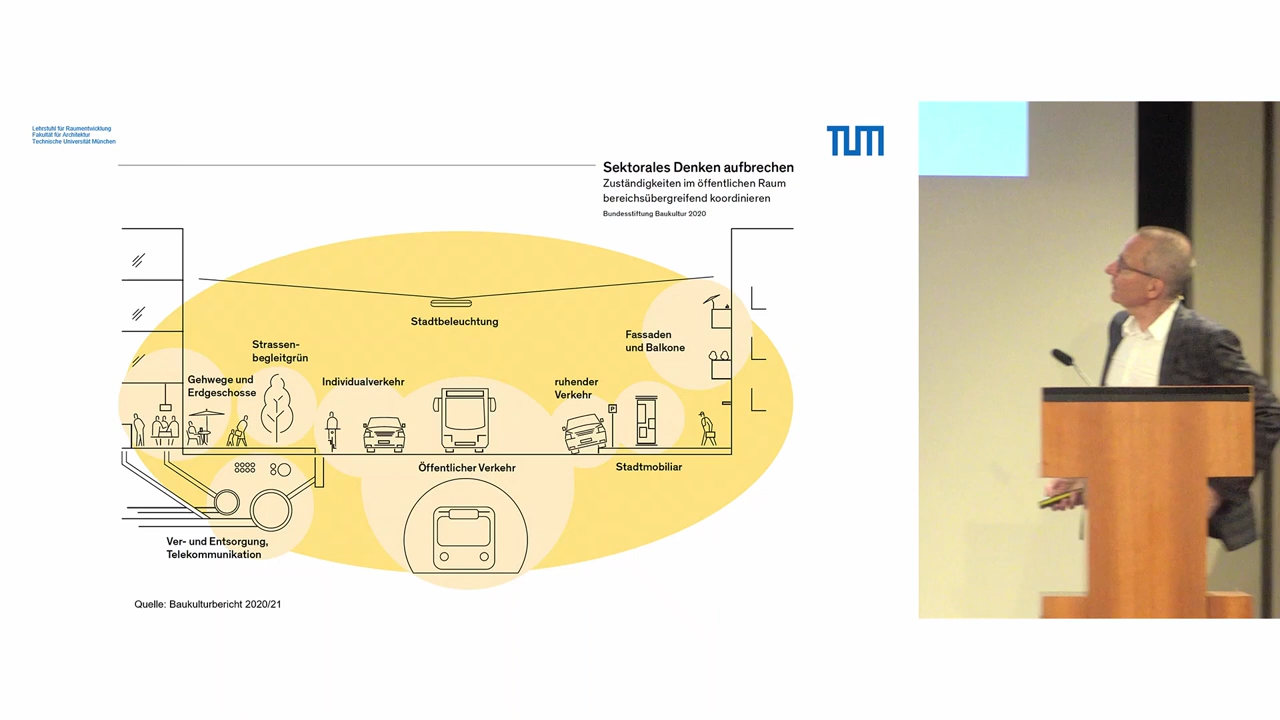 Lehrstuhl für Raumentwicklung
Fakultät für Architektur
Technische Universität München
TUM
Sektorales Denken aufbrechen
Zuständigkeiten im öffentlichen Raum
bereichsübergreifend koordinieren
Bundesstiftung Baukultur 2020
Stadtbeleuchtung
Fassaden
und Balkone
Strassen-
begleitgrün
Gehwege und
Erdgeschosse
Individualverkehr
ruhender
Verkehr
P
Öffentlicher Verkehr
Stadtmobiliar
Ver- und Entsorgung,
Telekommunikation
Quelle: Baukulturbericht 2020/21